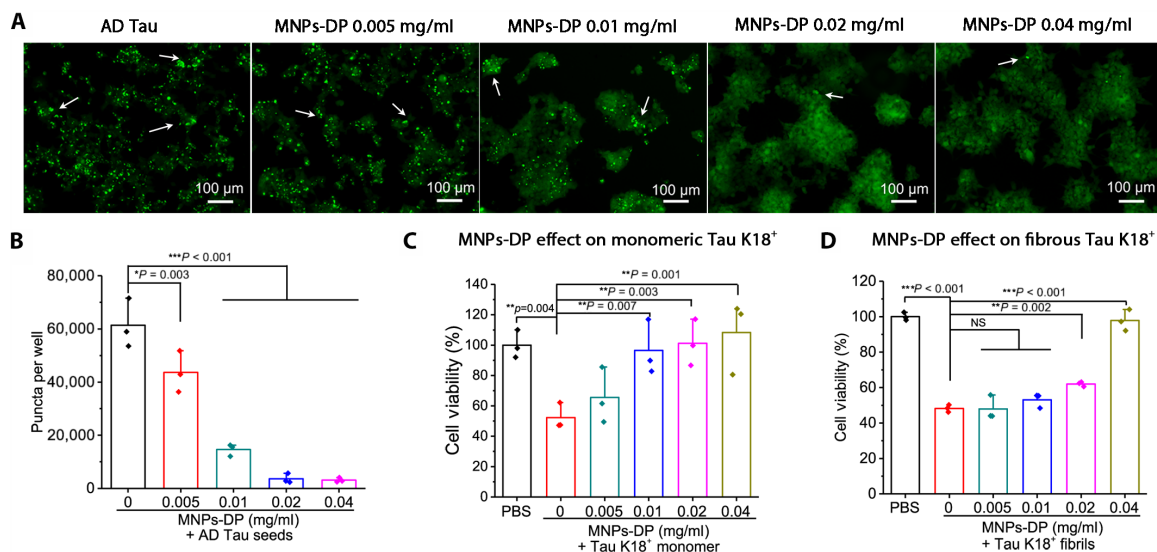 A
AD Tau
MNPs-DP 0.005 mg/ml
MNPs-DP 0.01 mg/ml
MNPs-DP 0.02 mg/ml
MNPs-DP 0.04 mg/ml
100 μm
100 μm
100 μm
100 μm
100 μm
B
***P < 0.001
*P = 0.003
80,000
60,000
40,000
20,000
0
Puncta per well
0
0.005
0.01
0.02
0.04
MNPs-DP (mg/ml)
+ AD Tau seeds
C
MNPs-DP effect on monomeric Tau K18⁺
**P = 0.001
**P = 0.003
**p=0.004
**P = 0.007
140
120
100
80
60
40
20
0
Cell viability (%)
PBS
0
0.005
0.01
0.02
0.04
MNPs-DP (mg/ml)
+ Tau K18⁺ monomer
D
MNPs-DP effect on fibrous Tau K18⁺
***P < 0.001
***P < 0.001
**P = 0.002
NS
120
100
80
60
40
20
0
Cell viability (%)
PBS
0
0.005
0.01
0.02
0.04
MNPs-DP (mg/ml)
+ Tau K18⁺ fibrils